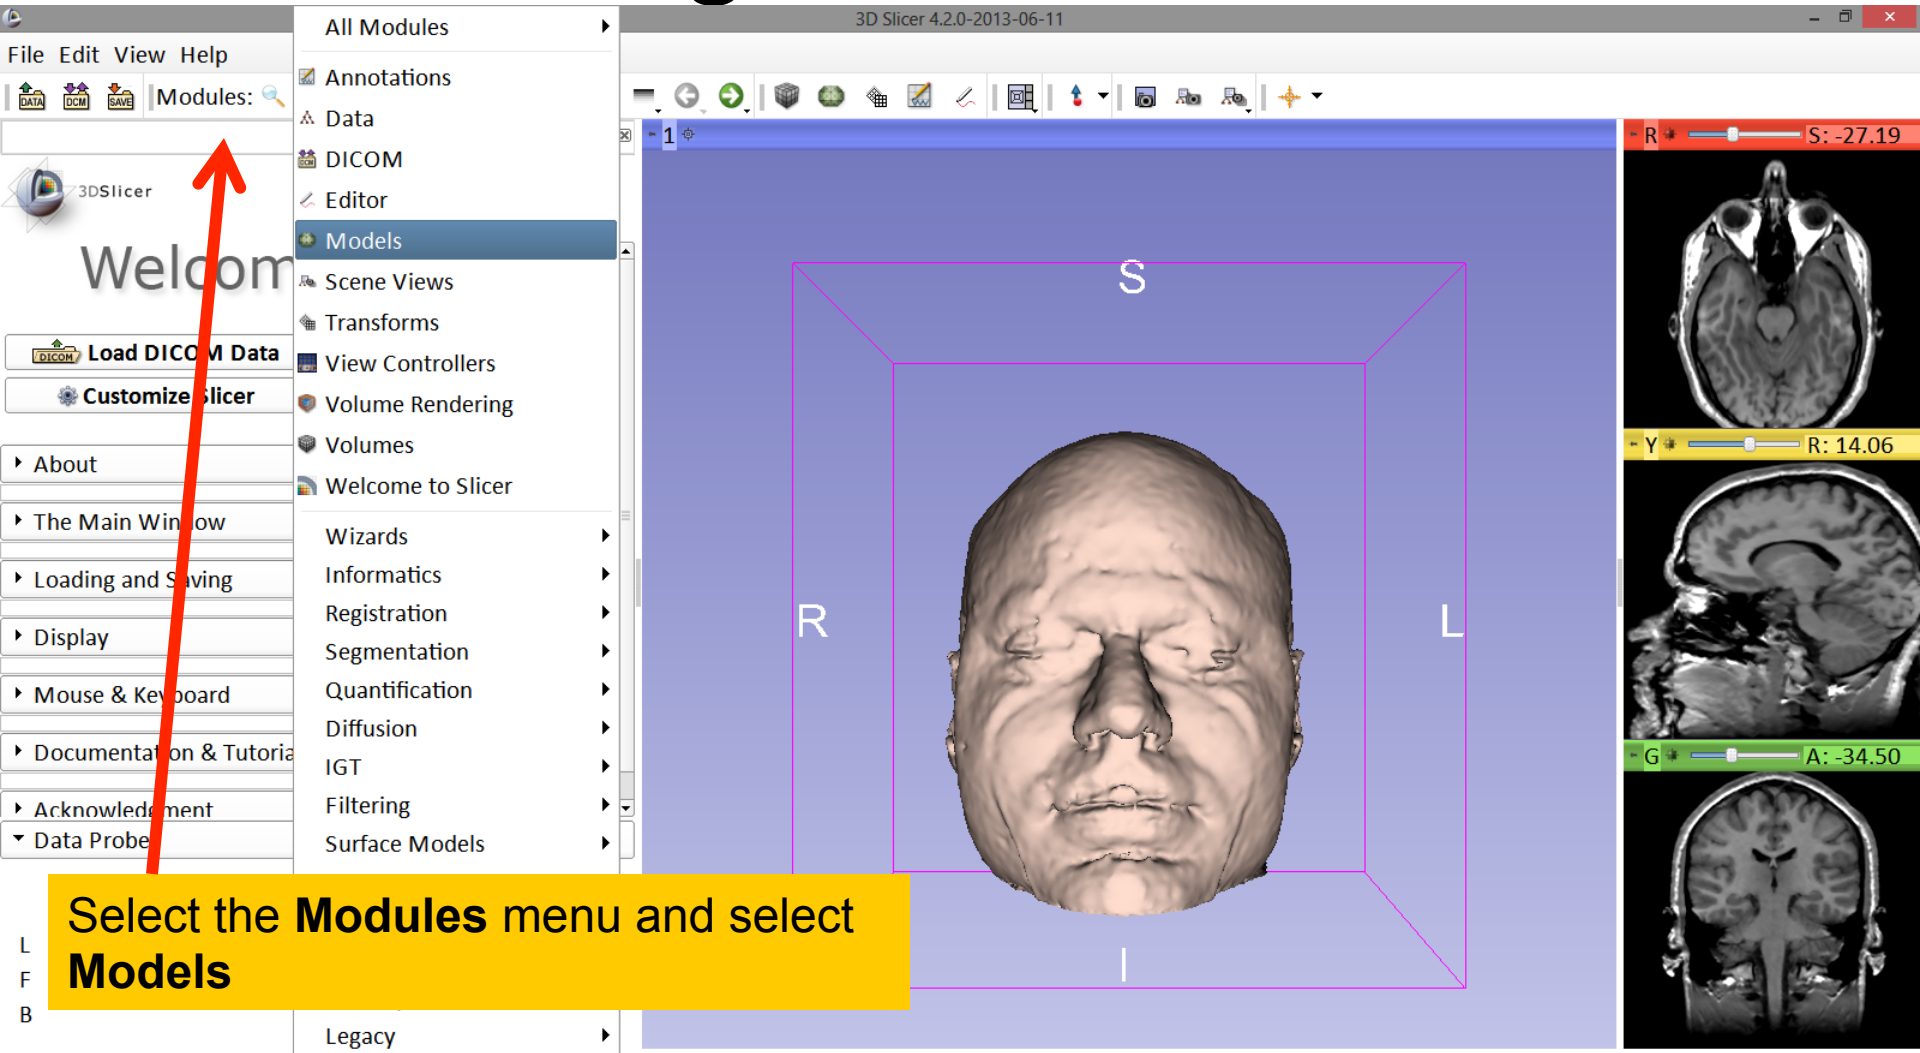 3D Slicer 4.2.0-2013-06-11
File Edit View Help
DATA DCM SAVE Modules:
3DSlicer
Welcom
Load DICOM Data
Customize Slicer
About
The Main Window
Loading and Saving
Display
Mouse & Keyboard
Documentation & Tutoria
Acknowledgment
Data Probe
L
F
B
All Modules
Annotations
Data
DICOM
Editor
Models
Scene Views
Transforms
View Controllers
Volume Rendering
Volumes
Welcome to Slicer
Wizards
Informatics
Registration
Segmentation
Quantification
Diffusion
IGT
Filtering
Surface Models
Legacy
Select the Modules menu and select
Models
1
S
R
L
I
R S: -27.19
Y R: 14.06
G A: -34.50